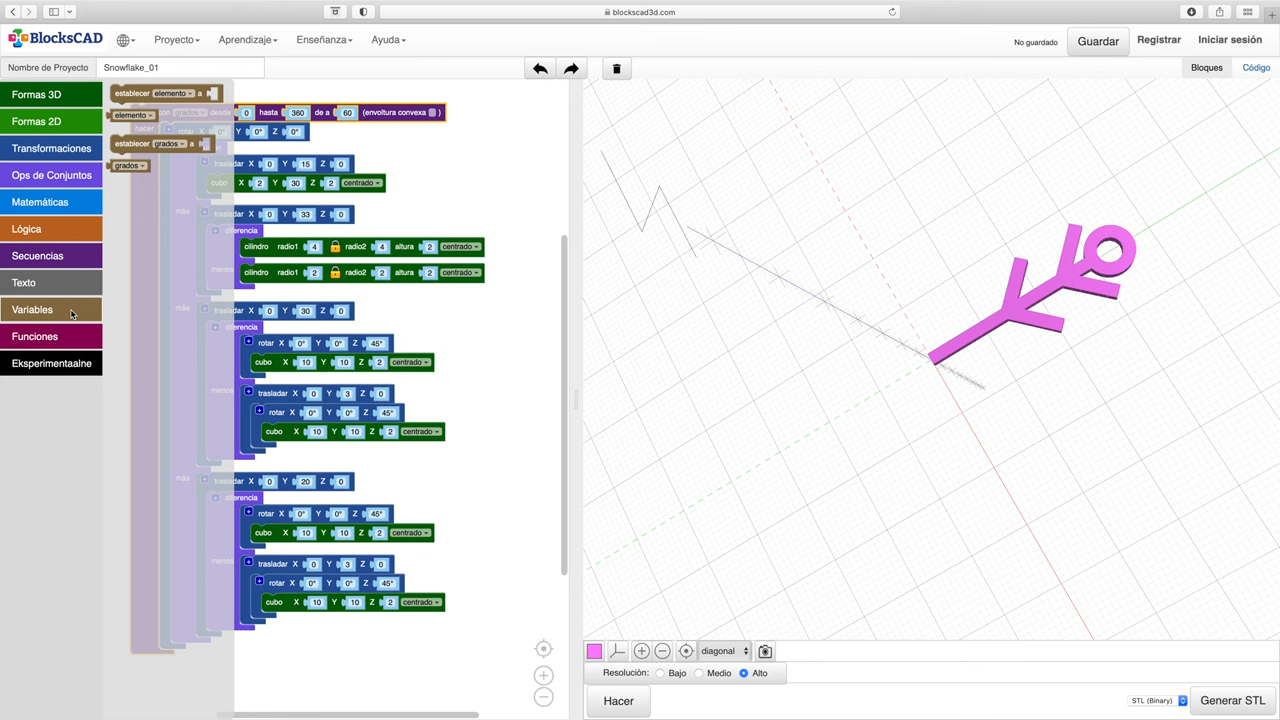 blockscad3d.com
BlocksCAD Proyecto Aprendizaje Enseñanza Ayuda No guardado Guardar Registrar Iniciar sesión
Nombre de Proyecto Snowflake_01 Bloques Código
Formas 3D
Formas 2D
Transformaciones
Ops de Conjuntos
Matemáticas
Lógica
Secuencias
Texto
Variables
Funciones
Eksperimentaalne
establecer elemento a
elemento
establecer grados a
grados
con grados desde 0 hasta 360 de a 60 (envoltura convexa )
hacer rotar X 0° Y 0° Z 0°
trasladar X 0 Y 15 Z 0
cubo X 2 Y 30 Z 2 centrado
más trasladar X 0 Y 33 Z 0
diferencia
cilindro radio1 4 radio2 4 altura 2 centrado
menos cilindro radio1 2 radio2 2 altura 2 centrado
más trasladar X 0 Y 30 Z 0
diferencia
rotar X 0° Y 0° Z 45°
cubo X 10 Y 10 Z 2 centrado
menos trasladar X 0 Y 3 Z 0
rotar X 0° Y 0° Z 45°
cubo X 10 Y 10 Z 2 centrado
más trasladar X 0 Y 20 Z 0
diferencia
rotar X 0° Y 0° Z 45°
cubo X 10 Y 10 Z 2 centrado
menos trasladar X 0 Y 3 Z 0
rotar X 0° Y 0° Z 45°
cubo X 10 Y 10 Z 2 centrado
diagonal
Resolución: Bajo Medio Alto
Hacer STL (Binary) Generar STL